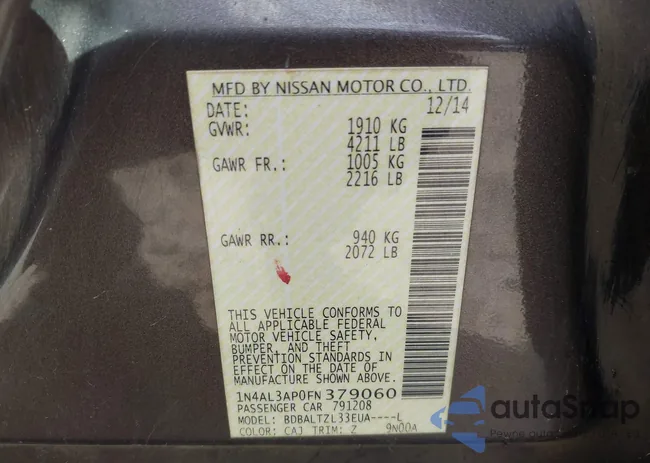 MFD BY NISSAN MOTOR CO., LTD.
DATE: 12/14
GVWR: 1910 KG
4211 LB
GAWR FR.: 1005 KG
2216 LB
GAWR RR.: 940 KG
2072 LB
THIS VEHICLE CONFORMS TO
ALL APPLICABLE FEDERAL
MOTOR VEHICLE SAFETY,
BUMPER, AND THEFT
PREVENTION STANDARDS IN
EFFECT ON THE DATE OF
MANUFACTURE SHOWN ABOVE.
1N4AL3AP0FN379060
PASSENGER CAR 791208
MODEL: BDBALTZL33EUA----L
COLOR: CAJ TRIM: Z 9N00A
autoSnap